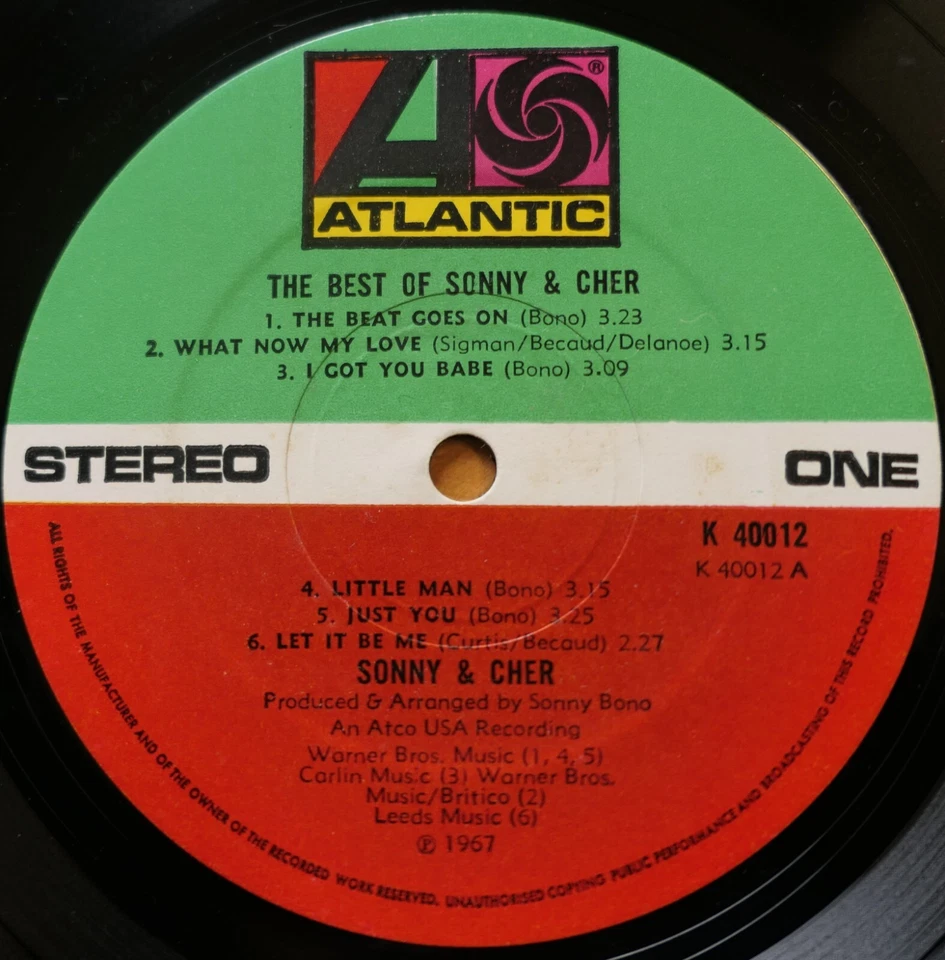 ®
ATLANTIC
THE BEST OF SONNY & CHER
1. THE BEAT GOES ON (Bono) 3.23
2. WHAT NOW MY LOVE (Sigman/Becaud/Delanoe) 3.15
3. I GOT YOU BABE (Bono) 3.09
STEREO
ONE
K 40012
K 40012 A
4. LITTLE MAN (Bono) 3.15
5. JUST YOU (Bono) 3.25
6. LET IT BE ME (Curtis/Becaud) 2.27
SONNY & CHER
Produced & Arranged by Sonny Bono
An Atco USA Recording
Warner Bros. Music (1, 4, 5)
Carlin Music (3) Warner Bros.
Music/Britico (2)
Leeds Music (6)
℗ 1967
ALL RIGHTS OF THE MANUFACTURER AND OF THE OWNER OF THE RECORDED WORK RESERVED. UNAUTHORISED COPYING PUBLIC PERFORMANCE AND BROADCASTING OF THIS RECORD PROHIBITED.